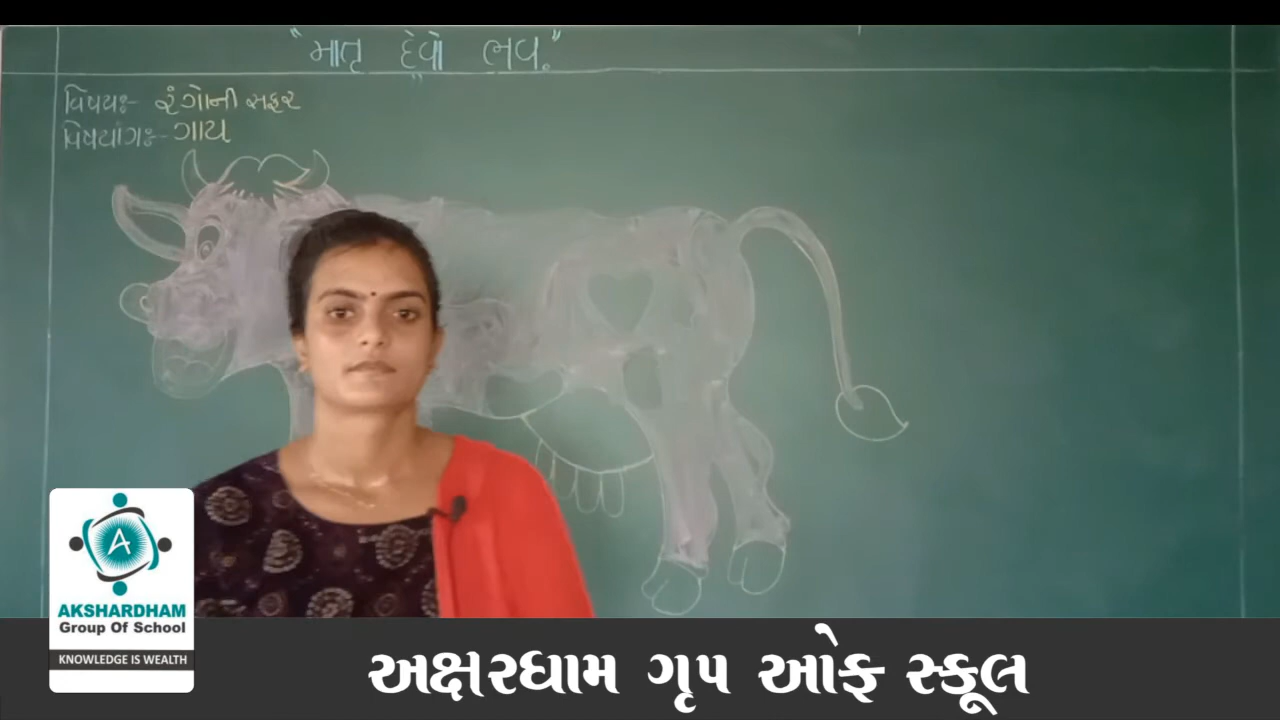 "માતૃ દેવો ભવ."
વિષયઃ- રંગોની સફર
વિષયાંગઃ- ગાય
A
AKSHARDHAM
Group Of School
KNOWLEDGE IS WEALTH
અક્ષરધામ ગૃપ ઓફ સ્કૂલ